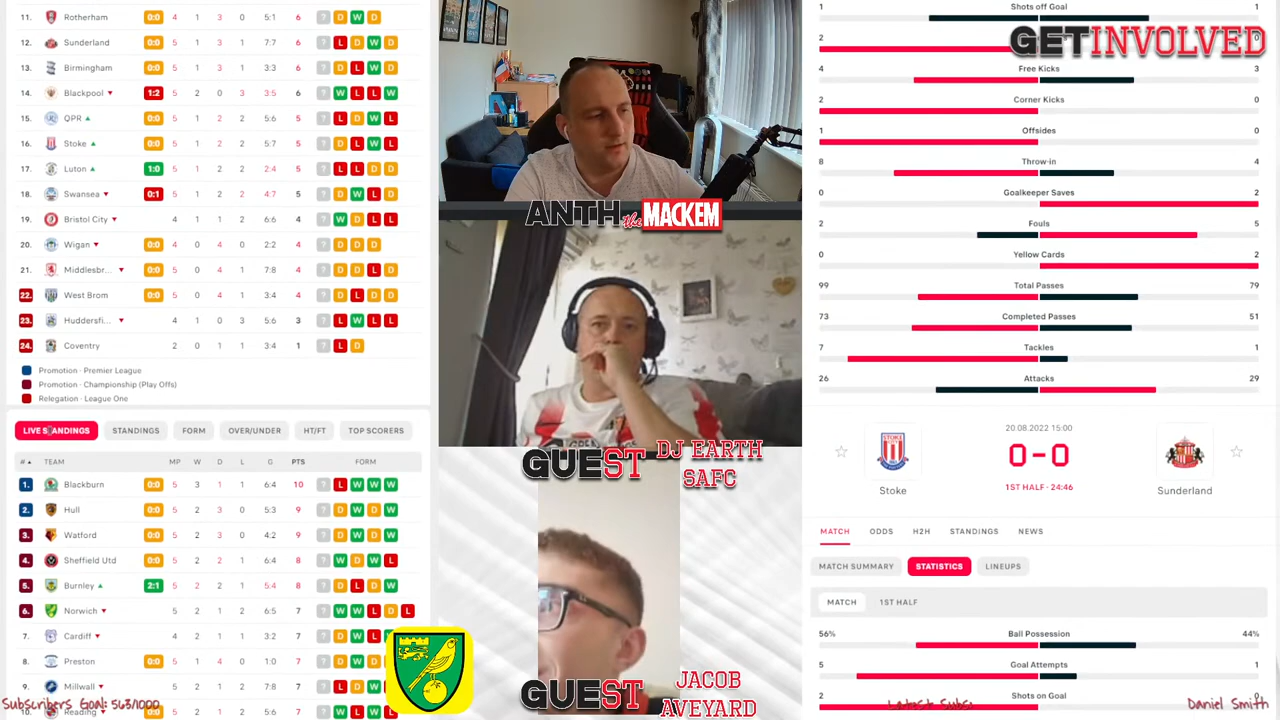 11. Rotherham 0:0 4 1 3 0 5:1 6 ? D W D
12. Sunderland 0:0 5 1 3 1 7:7 6 ? L D W D
13. Birmingham 0:0 5 1 3 1 3:3 6 ? D L W D
14. Blackpool 1:2 5 2 0 3 3:5 6 ? W L L W
15. QPR 0:0 5 1 2 2 5:6 5 ? L D W L
16. Stoke 0:0 5 1 2 2 5:7 5 ? D L W L
17. Luton 1:0 5 1 2 2 2:4 5 ? L L D D
18. Swansea 0:1 5 1 2 2 4:7 5 ? D W L D
19. Bristol City 4 1 1 2 6:6 4 ? W D L L
20. Wigan 0:0 4 0 4 0 2:2 4 ? D D D
21. Middlesbr... 0:0 5 0 4 1 7:8 4 ? D D L D
22. West Brom 0:0 5 0 4 1 3:4 4 ? D L D D
23. Huddersfi... 4 1 0 3 5:6 3 ? L W L L
24. Coventry 2 0 1 1 3:4 1 ? L D
Promotion - Premier League
Promotion - Championship (Play Offs)
Relegation - League One
LIVE STANDINGS STANDINGS FORM OVER/UNDER HT/FT TOP SCORERS
# TEAM MP W D L G PTS FORM
1. Blackburn 0:0 5 3 1 1 6:4 10 ? L W W W
2. Hull 0:0 5 2 3 0 5:3 9 ? D W D W
3. Watford 0:0 5 2 3 0 4:2 9 ? D W D W
4. Sheffield Utd 0:0 5 2 2 1 6:4 8 ? W D W L
5. Burnley 2:1 5 2 2 5:4 8 ? D L D W
6. Norwich 5 2 1 2 6:5 7 ? W W L D L
7. Cardiff 4 2 1 1 3:2 7 ? D W L
8. Preston 0:0 5 1 4 0 1:0 7 ? D W D
9. Millwall 5 2 1 2 7:8 7 ? L D W
10. Reading 0:0 7 ? W L W
Subscribers Goal: 563/1000
ANTH the MACKEM
GUEST DJ EARTH
SAFC
GUEST JACOB
AVEYARD
GETINVOLVED
1 Shots off Goal 1
2
4 Free Kicks 3
2 Corner Kicks 0
1 Offsides 0
8 Throw-in 4
0 Goalkeeper Saves 2
2 Fouls 5
0 Yellow Cards 2
99 Total Passes 79
73 Completed Passes 51
7 Tackles 1
26 Attacks 29
20.08.2022 15:00
0-0
1ST HALF - 24:46
Stoke Sunderland
MATCH ODDS H2H STANDINGS NEWS
MATCH SUMMARY STATISTICS LINEUPS
MATCH 1ST HALF
56% Ball Possession 44%
5 Goal Attempts 1
2 Shots on Goal 0
Latest Subs: Daniel Smith